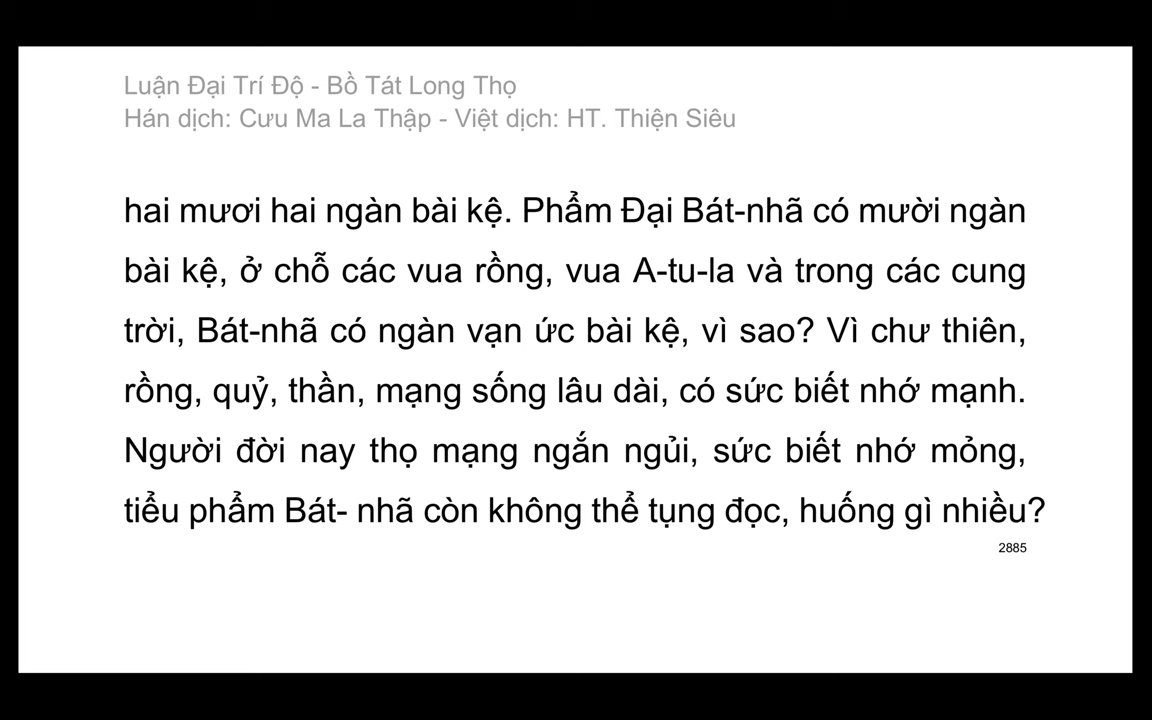 Luận Đại Trí Độ - Bồ Tát Long Thọ
Hán dịch: Cưu Ma La Thập - Việt dịch: HT. Thiện Siêu
hai mươi hai ngàn bài kệ. Phẩm Đại Bát-nhã có mười ngàn
bài kệ, ở chỗ các vua rồng, vua A-tu-la và trong các cung
trời, Bát-nhã có ngàn vạn ức bài kệ, vì sao? Vì chư thiên,
rồng, quỷ, thần, mạng sống lâu dài, có sức biết nhớ mạnh.
Người đời nay thọ mạng ngắn ngủi, sức biết nhớ mỏng,
tiểu phẩm Bát- nhã còn không thể tụng đọc, huống gì nhiều?
2885